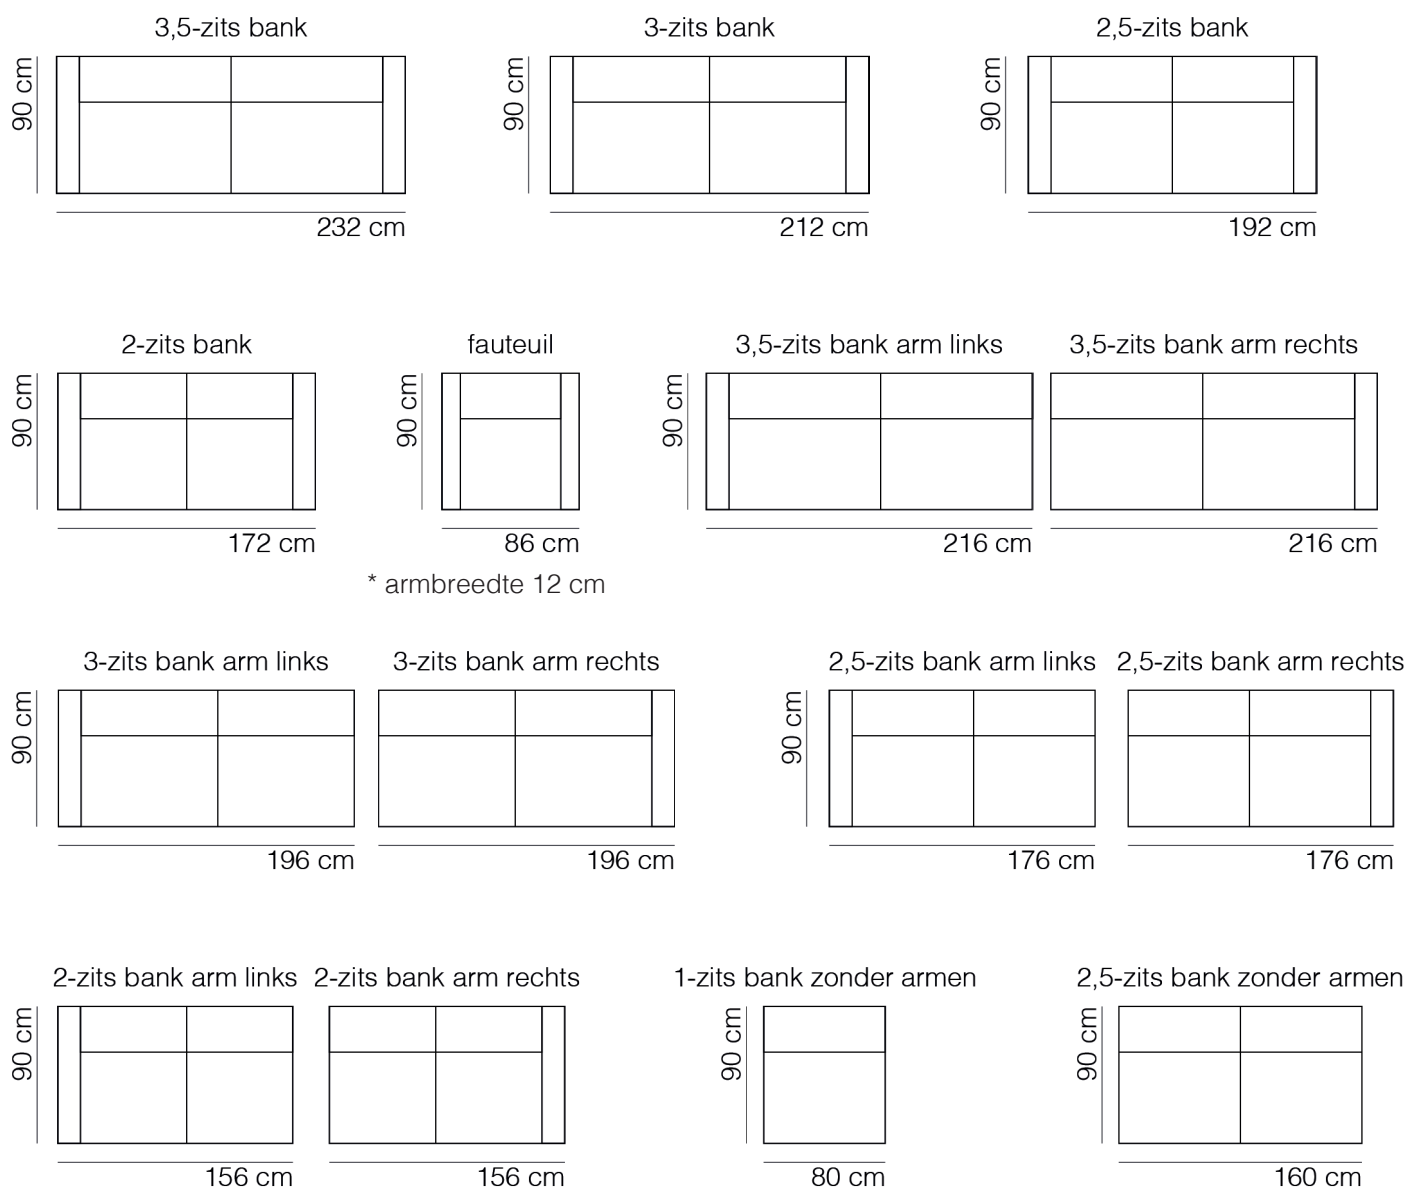 3,5-zits bank
3-zits bank
2,5-zits bank
90 cm
90 cm
90 cm
232 cm
212 cm
192 cm
2-zits bank
fauteuil
3,5-zits bank arm links
3,5-zits bank arm rechts
90 cm
90 cm
90 cm
172 cm
86 cm
216 cm
216 cm
* armbreedte 12 cm
3-zits bank arm links
3-zits bank arm rechts
2,5-zits bank arm links
2,5-zits bank arm rechts
90 cm
90 cm
196 cm
196 cm
176 cm
176 cm
2-zits bank arm links
2-zits bank arm rechts
1-zits bank zonder armen
2,5-zits bank zonder armen
90 cm
90 cm
90 cm
156 cm
156 cm
80 cm
160 cm